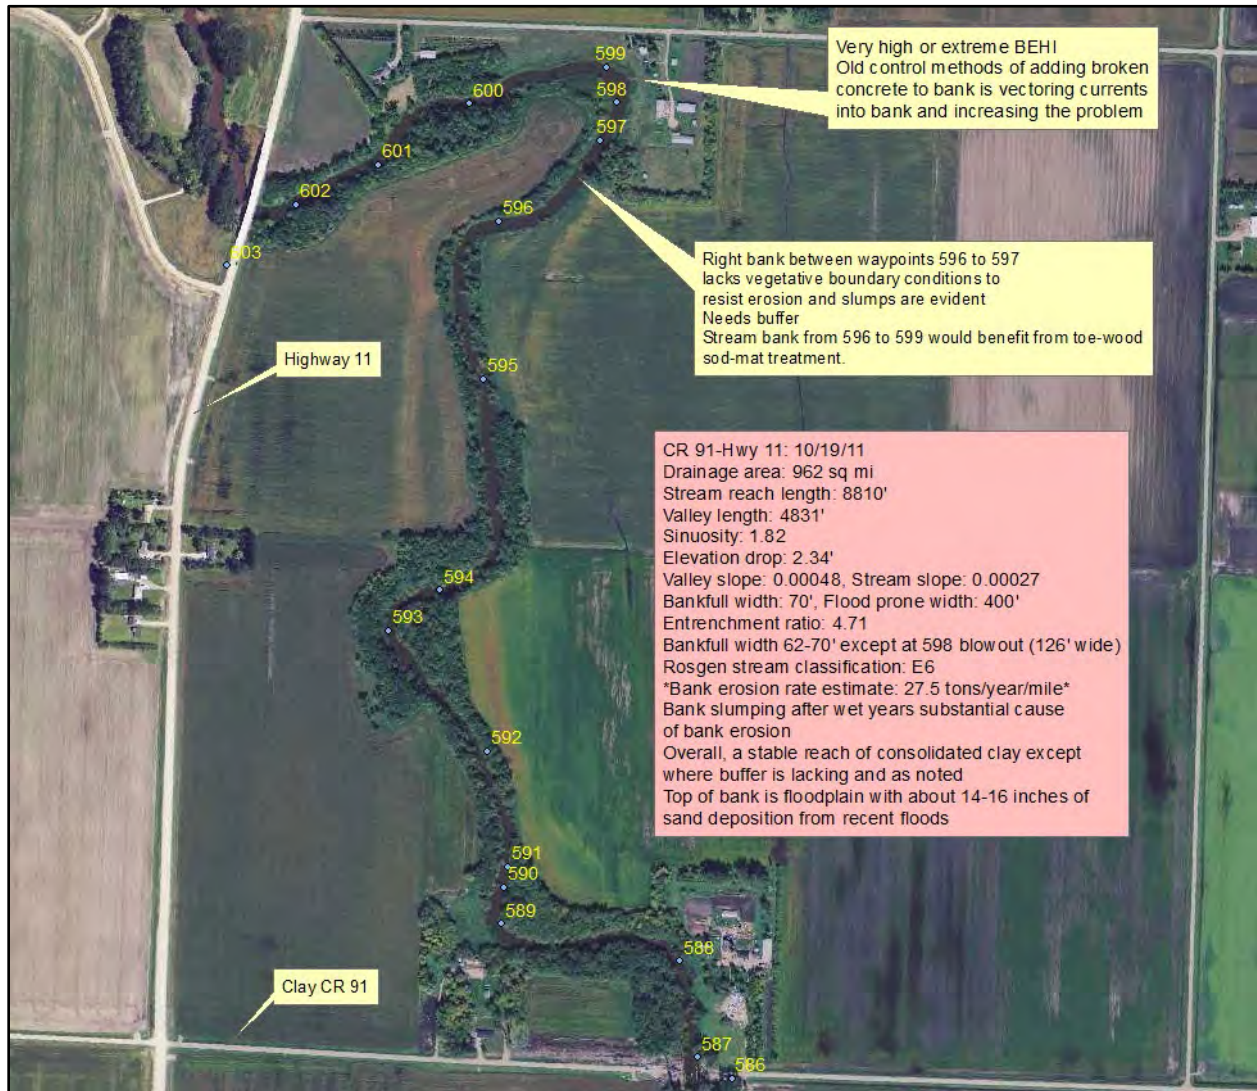 Very high or extreme BEHI
Old control methods of adding broken
concrete to bank is vectoring currents
into bank and increasing the problem
599
598
600
597
601
602
596
603
Right bank between waypoints 596 to 597
lacks vegetative boundary conditions to
resist erosion and slumps are evident
Needs buffer
Stream bank from 596 to 599 would benefit from toe-wood
sod-mat treatment.
Highway 11
595
CR 91-Hwy 11: 10/19/11
Drainage area: 962 sq mi
Stream reach length: 8810'
Valley length: 4831'
Sinuosity: 1.82
Elevation drop: 2.34'
Valley slope: 0.00048, Stream slope: 0.00027
Bankfull width: 70', Flood prone width: 400'
Entrenchment ratio: 4.71
Bankfull width 62-70' except at 598 blowout (126' wide)
Rosgen stream classification: E6
*Bank erosion rate estimate: 27.5 tons/year/mile*
Bank slumping after wet years substantial cause
of bank erosion
Overall, a stable reach of consolidated clay except
where buffer is lacking and as noted
Top of bank is floodplain with about 14-16 inches of
sand deposition from recent floods
594
593
592
591
590
589
588
Clay CR 91
587
586